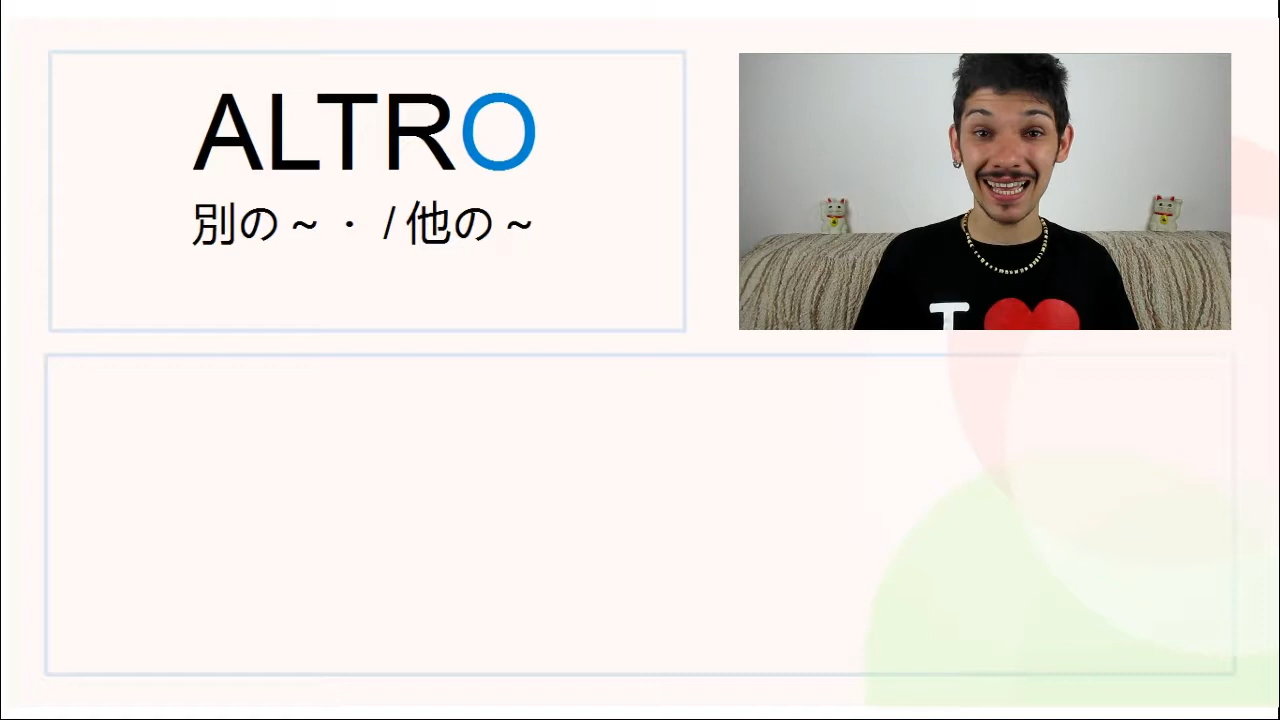 ALTRO
別の ~ ・ / 他の ~
I